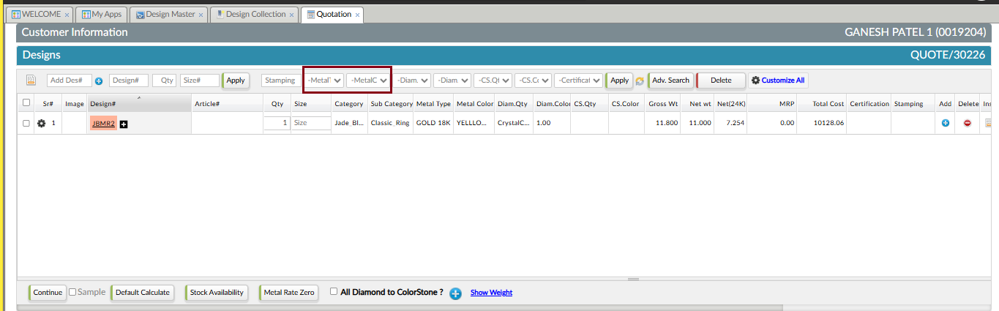 WELCOME × My Apps Design Master × Design Collection × Quotation ×
Customer Information GANESH PATEL 1 (0019204)
Designs QUOTE/30226
Add Des# Design# Qty Size# Apply Stamping -MetalT -MetalC -Diam. -Diam. -CS.Qt -CS.Cc -Certificat Apply Adv. Search Delete Customize All
Sr# Image Design# Article# Qty Size Category Sub Category Metal Type Metal Color Diam.Qty Diam.Color CS.Qty CS.Color Gross Wt Net wt Net(24K) MRP Total Cost Certification Stamping Add Delete Ins
1 JBMR2 1 Size Jade_Bl... Classic_Ring GOLD 18K YELLLO... CrystalC... 1.00 11.800 11.000 7.254 0.00 10128.06
Continue Sample Default Calculate Stock Availability Metal Rate Zero All Diamond to ColorStone ? Show Weight